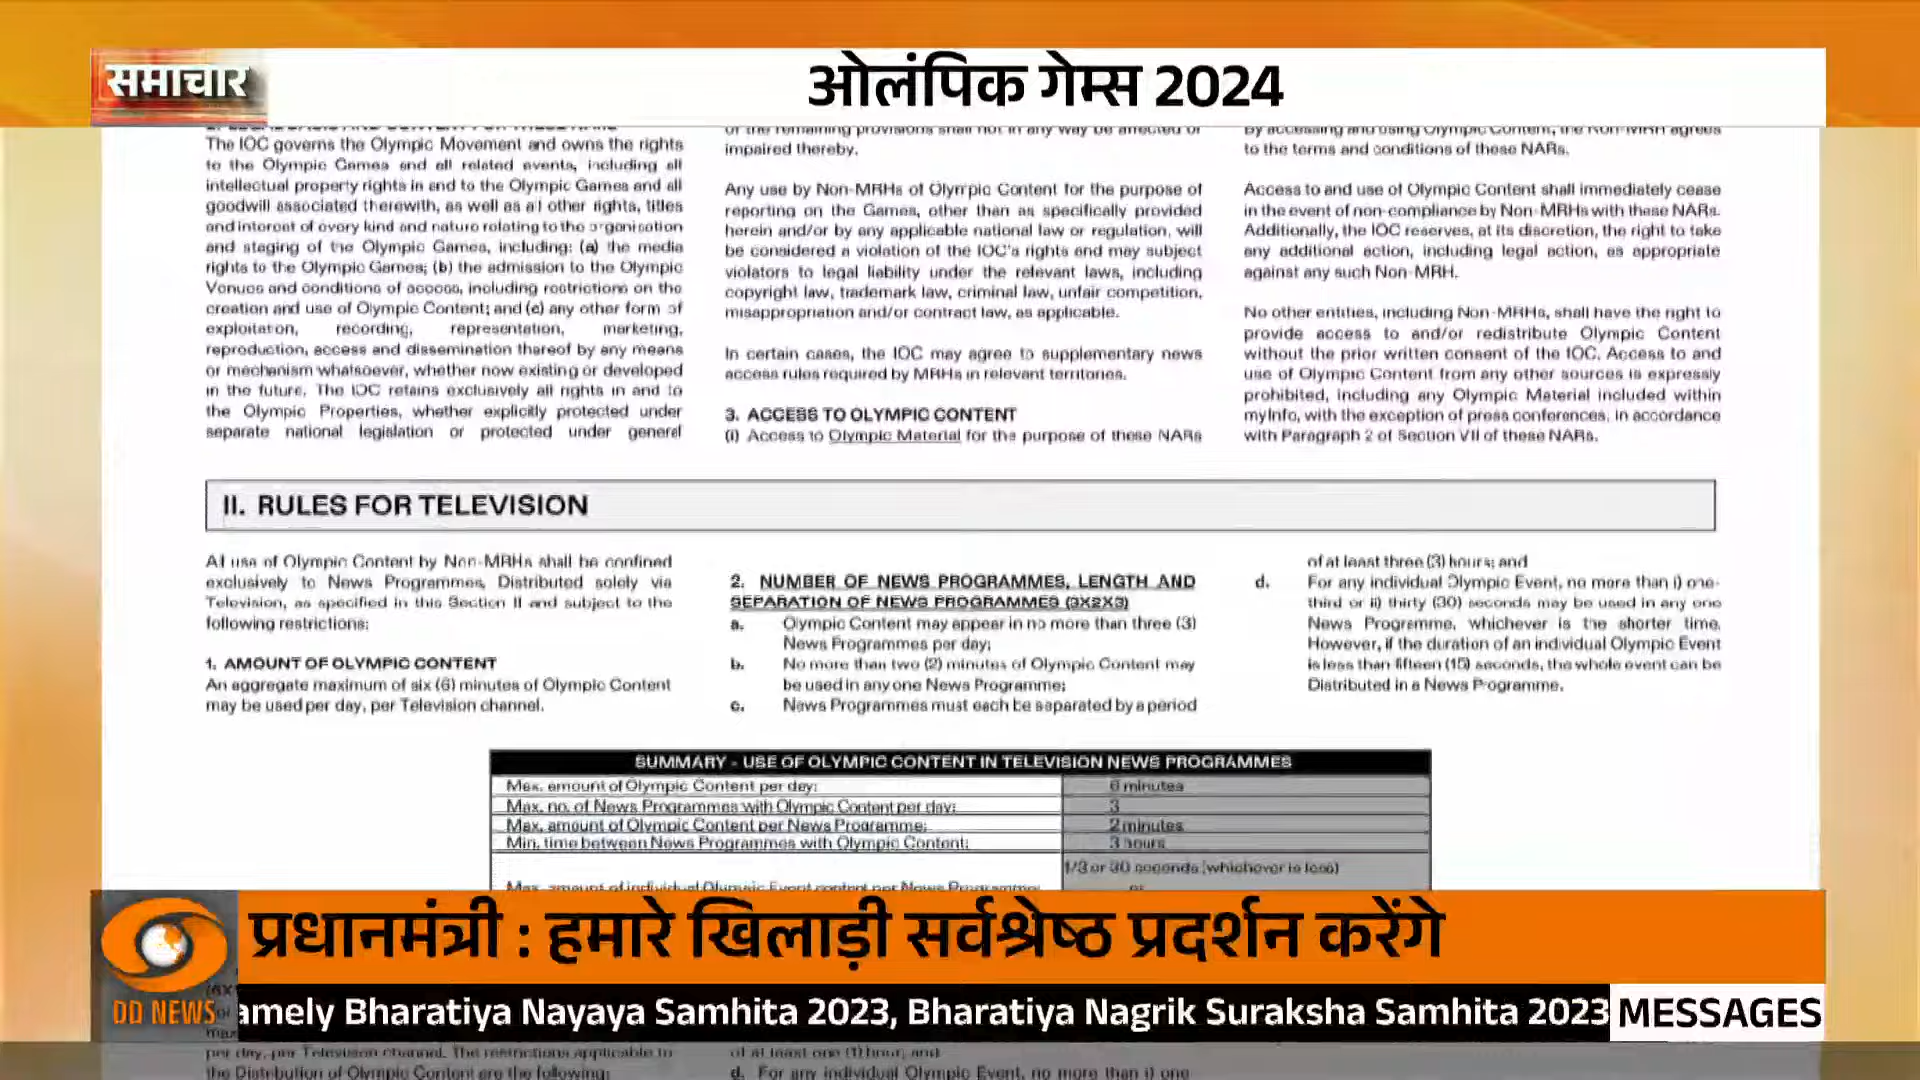 समाचार
ओलंपिक गेम्स 2024
The IOC governs the Olympic Movement and owns the rights
to the Olympic Games and all related events, including all
intellectual property rights in and to the Olympic Games and all
goodwill associated therewith, as well as all other rights, titles
and interest of every kind and nature relating to the organisation
and staging of the Olympic Games, including: (a) the media
rights to the Olympic Games; (b) the admission to the Olympic
Venues and conditions of access, including restrictions on the
creation and use of Olympic Content; and (c) any other form of
exploitation, recording, representation, marketing,
reproduction, access and dissemination thereof by any means
or mechanism whatsoever, whether now existing or developed
in the future. The IOC retains exclusively all rights in and to
the Olympic Properties, whether explicitly protected under
separate national legislation or protected under general
of the remaining provisions shall not in any way be affected or
impaired thereby.
Any use by Non-MRHs of Olympic Content for the purpose of
reporting on the Games, other than as specifically provided
herein and/or by any applicable national law or regulation, will
be considered a violation of the IOC's rights and may subject
violators to legal liability under the relevant laws, including
copyright law, trademark law, criminal law, unfair competition,
misappropriation and/or contract law, as applicable.
In certain cases, the IOC may agree to supplementary news
access rules required by MRHs in relevant territories.
3. ACCESS TO OLYMPIC CONTENT
(i) Access to Olympic Material for the purpose of these NARs
By accessing and using Olympic Content, the Non-MRH agrees
to the terms and conditions of these NARs.
Access to and use of Olympic Content shall immediately cease
in the event of non-compliance by Non-MRHs with these NARs.
Additionally, the IOC reserves, at its discretion, the right to take
any additional action, including legal action, as appropriate
against any such Non-MRH.
No other entities, including Non-MRHs, shall have the right to
provide access to and/or redistribute Olympic Content
without the prior written consent of the IOC. Access to and
use of Olympic Content from any other sources is expressly
prohibited, including any Olympic Material included within
myInfo, with the exception of press conferences, in accordance
with Paragraph 2 of Section VII of these NARs.
II. RULES FOR TELEVISION
All use of Olympic Content by Non-MRHs shall be confined
exclusively to News Programmes, Distributed solely via
Television, as specified in this Section II and subject to the
following restrictions:
1. AMOUNT OF OLYMPIC CONTENT
An aggregate maximum of six (6) minutes of Olympic Content
may be used per day, per Television channel.
2. NUMBER OF NEWS PROGRAMMES, LENGTH AND
SEPARATION OF NEWS PROGRAMMES (3X2X3)
a. Olympic Content may appear in no more than three (3)
News Programmes per day;
b. No more than two (2) minutes of Olympic Content may
be used in any one News Programme;
c. News Programmes must each be separated by a period
of at least three (3) hours; and
d. For any individual Olympic Event, no more than i) one-
third or ii) thirty (30) seconds may be used in any one
News Programme, whichever is the shorter time.
However, if the duration of an individual Olympic Event
is less than fifteen (15) seconds, the whole event can be
Distributed in a News Programme.
SUMMARY - USE OF OLYMPIC CONTENT IN TELEVISION NEWS PROGRAMMES
Max. amount of Olympic Content per day: 6 minutes
Max. no. of News Programmes with Olympic Content per day: 3
Max. amount of Olympic Content per News Programme: 2 minutes
Min. time between News Programmes with Olympic Content: 3 hours
1/3 or 30 seconds (whichever is less)
Max. amount of individual Olympic Event content per News Programme: or
प्रधानमंत्री : हमारे खिलाड़ी सर्वश्रेष्ठ प्रदर्शन करेंगे
DD NEWS
amely Bharatiya Nayaya Samhita 2023, Bharatiya Nagrik Suraksha Samhita 2023
MESSAGES
per day, per Television channel. The restrictions applicable to
the Distribution of Olympic Content are the following:
of at least one (1) hour; and
d. For any individual Olympic Event, no more than i) one